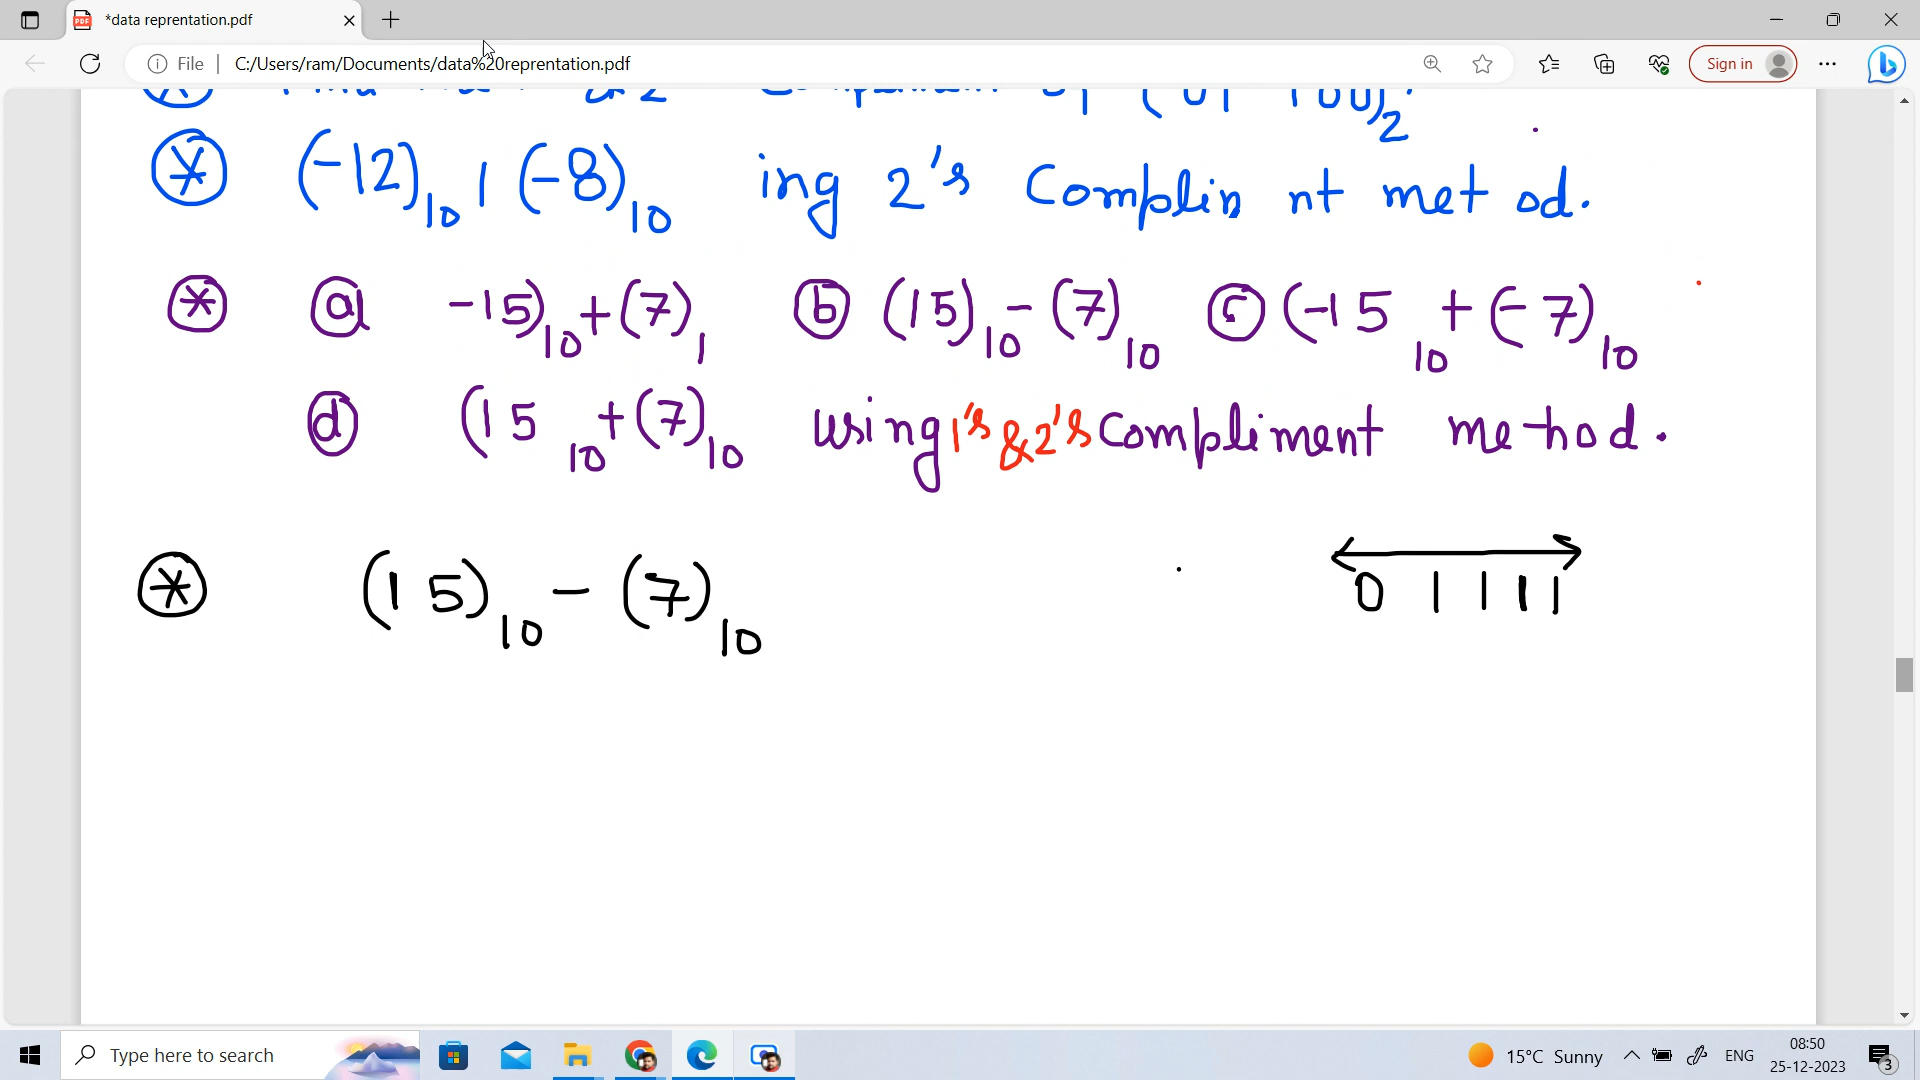 *data reprentation.pdf
File C:/Users/ram/Documents/data%20reprentation.pdf Sign in
(-12)10 | (-8)10 ing 2's Complin nt met od.
* (a) -15)10+(7)1 (b) (15)10-(7)10 (c) (-15 10+(-7)10
(d) (15 10+(7)10 using 1's & 2's Compliment me hod.
* (15)10 - (7)10 0 1 1 1 1
Type here to search 15°C Sunny ENG 08:50
25-12-2023 3